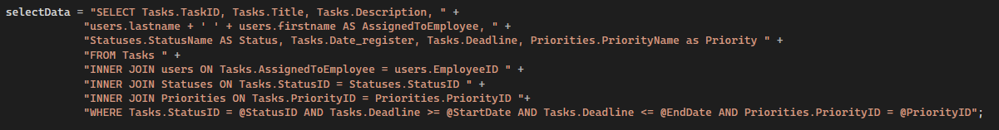 selectData = "SELECT Tasks.TaskID, Tasks.Title, Tasks.Description, " +
"users.lastname + ' ' + users.firstname AS AssignedToEmployee, " +
"Statuses.StatusName AS Status, Tasks.Date_register, Tasks.Deadline, Priorities.PriorityName as Priority " +
"FROM Tasks " +
"INNER JOIN users ON Tasks.AssignedToEmployee = users.EmployeeID " +
"INNER JOIN Statuses ON Tasks.StatusID = Statuses.StatusID " +
"INNER JOIN Priorities ON Tasks.PriorityID = Priorities.PriorityID "+
"WHERE Tasks.StatusID = @StatusID AND Tasks.Deadline >= @StartDate AND Tasks.Deadline <= @EndDate AND Priorities.PriorityID = @PriorityID";